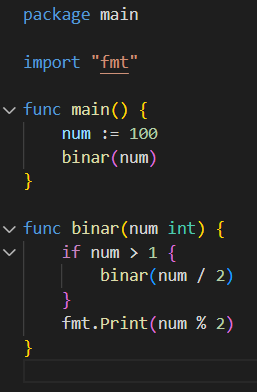 package main

import "fmt"

func main() {
    num := 100
    binar(num)
}

func binar(num int) {
    if num > 1 {
        binar(num / 2)
    }
    fmt.Print(num % 2)
}